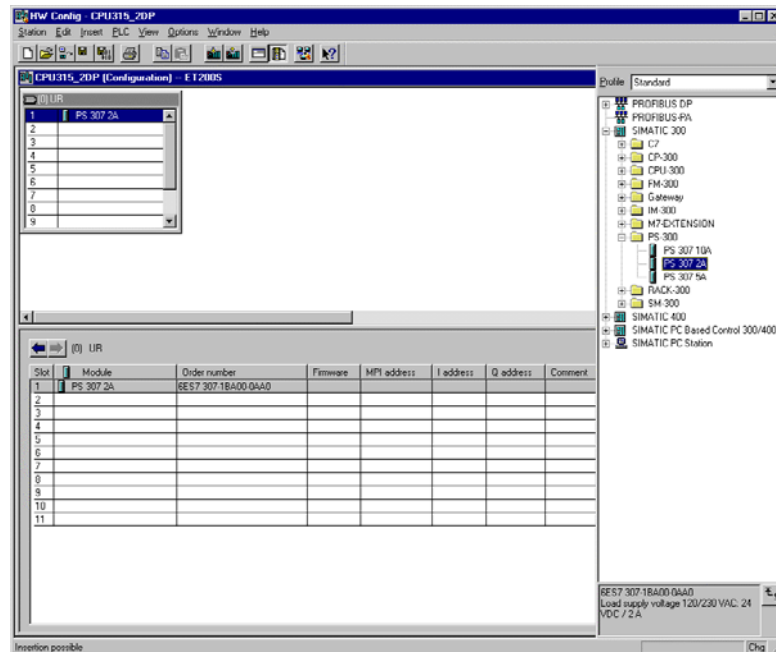 HW Config - CPU315_2DP
Station Edit Insert PLC View Options Window Help
CPU315_2DP (Configuration) -- ET200S
(0) UR
1 PS 307 2A
2
3
4
5
6
7
8
9
(0) UR
Slot Module Order number Firmware MPI address I address Q address Comment
1 PS 307 2A 6ES7 307-1BA00-0AA0
2
3
4
5
6
7
8
9
10
11
Profile Standard
PROFIBUS DP
PROFIBUS-PA
SIMATIC 300
C7
CP-300
CPU-300
FM-300
Gateway
IM-300
M7-EXTENSION
PS-300
PS 307 10A
PS 307 2A
PS 307 5A
RACK-300
SM-300
SIMATIC 400
SIMATIC PC Based Control 300/400
SIMATIC PC Station
6ES7 307-1BA00-0AA0
Load supply voltage 120/230 VAC: 24
VDC / 2 A
Insertion possible
Chg